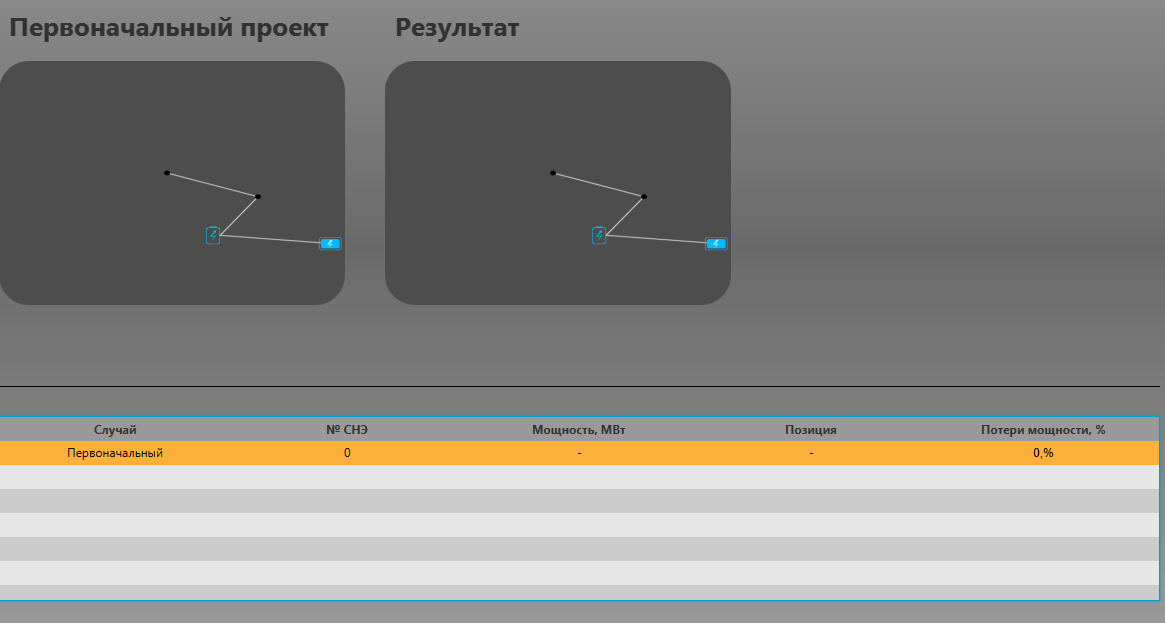 Первоначальный проект Результат
Случай № СНЭ Мощность, МВт Позиция Потери мощности, %
Первоначальный 0 - - 0,%